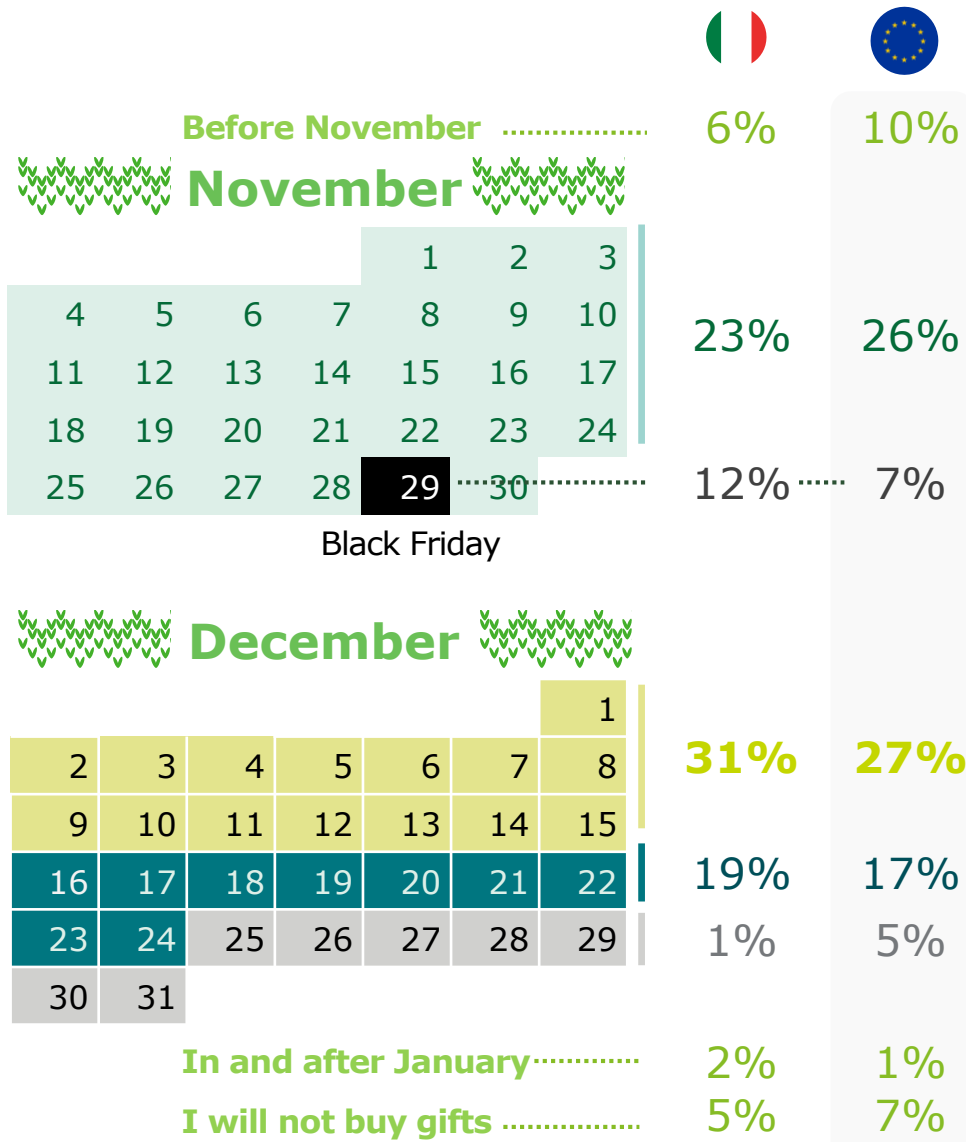 Before November 6% 10%
November
1 2 3
4 5 6 7 8 9 10
23% 26%
11 12 13 14 15 16 17
18 19 20 21 22 23 24
25 26 27 28 29 30 12% 7%
Black Friday
December
1
2 3 4 5 6 7 8 31% 27%
9 10 11 12 13 14 15
16 17 18 19 20 21 22 19% 17%
23 24 25 26 27 28 29 1% 5%
30 31
In and after January 2% 1%
I will not buy gifts 5% 7%